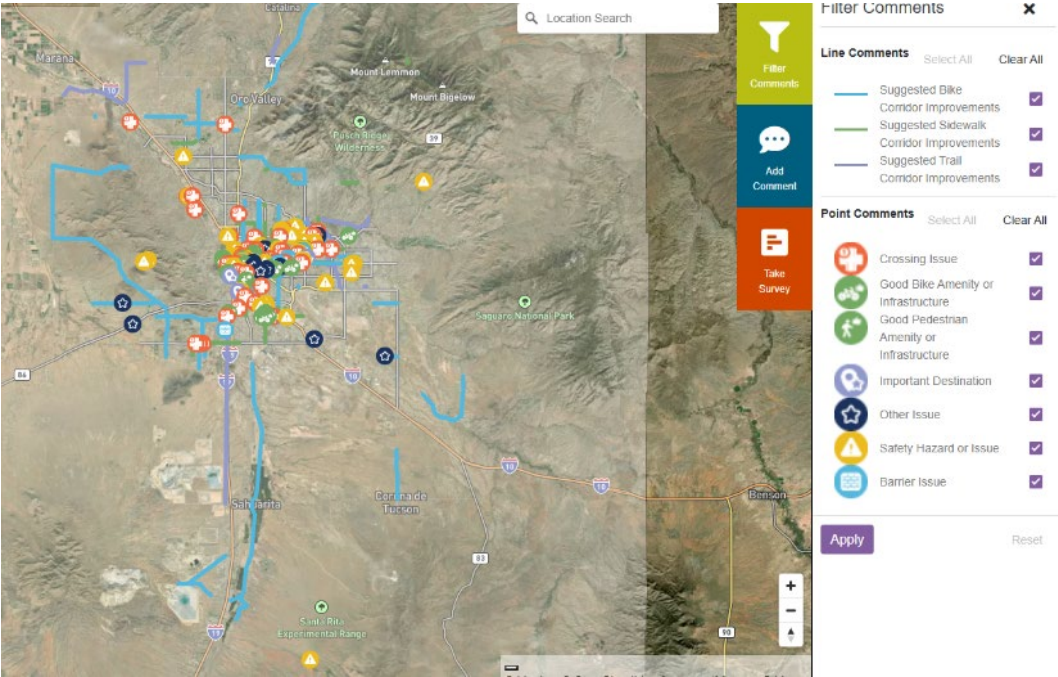 Catalina
Location Search
Filter Comments
Marana
Mount Lemmon
Mount Bigelow
Oro Valley
Filter
Comments
Line Comments
Select All
Clear All
Suggested Bike
Corridor Improvements
Suggested Sidewalk
Corridor Improvements
Suggested Trail
Corridor Improvements
10
39
Pusch Ridge
Wilderness
Add
Comment
Take
Survey
Point Comments
Select All
Clear All
Crossing Issue
Good Bike Amenity or
Infrastructure
Good Pedestrian
Amenity or
Infrastructure
Important Destination
Other Issue
Safety Hazard or Issue
Barrier Issue
Apply
Reset
Saguaro National Park
86
10
10
10
Sahuarita
Corona de
Tucson
Benson
83
Santa Rita
Experimental Range
19
90